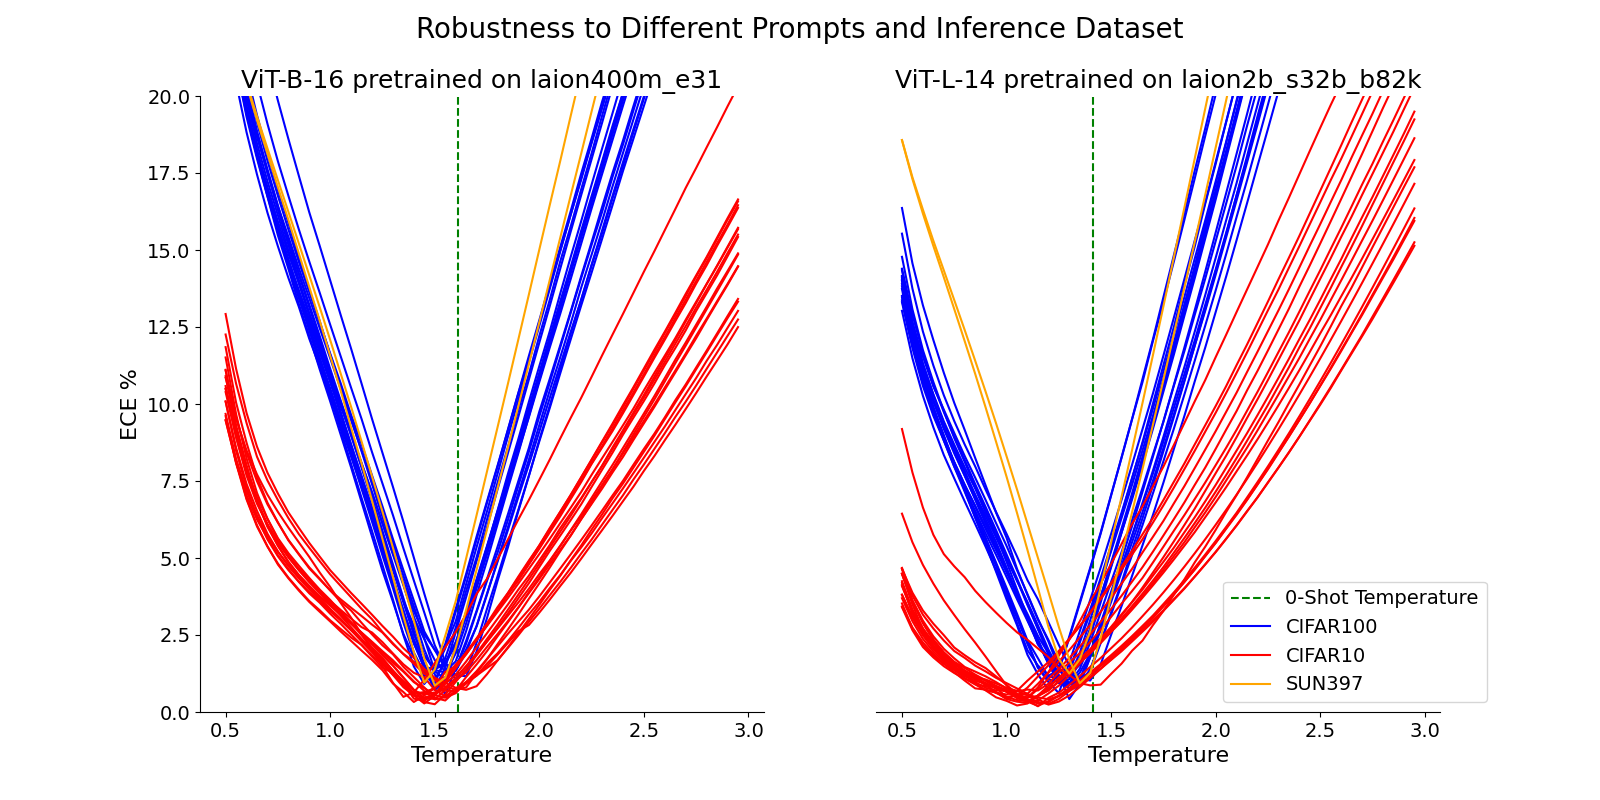 Robustness to Different Prompts and Inference Dataset
ViT-B-16 pretrained on laion400m_e31
ViT-L-14 pretrained on laion2b_s32b_b82k
20.0
17.5
15.0
12.5
10.0
7.5
5.0
2.5
0.0
ECE %
0.5 1.0 1.5 2.0 2.5 3.0
Temperature
0.5 1.0 1.5 2.0 2.5 3.0
Temperature
0-Shot Temperature
CIFAR100
CIFAR10
SUN397